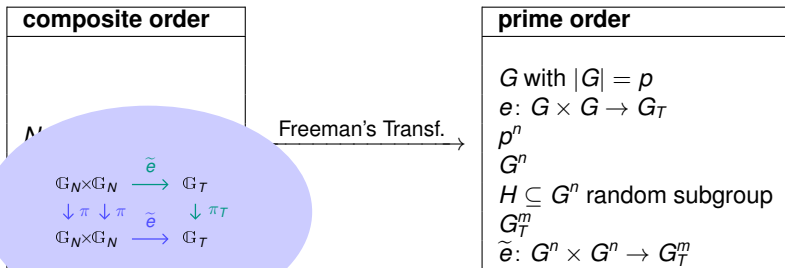 composite order
N
ẽ
𝔾_N×𝔾_N → 𝔾_T
↓π ↓π ↓π_T
ẽ
𝔾_N×𝔾_N → 𝔾_T
Freeman's Transf.
prime order
G with |G| = p
e: G × G → G_T
p^n
G^n
H ⊆ G^n random subgroup
G_T^m
ẽ: G^n × G^n → G_T^m